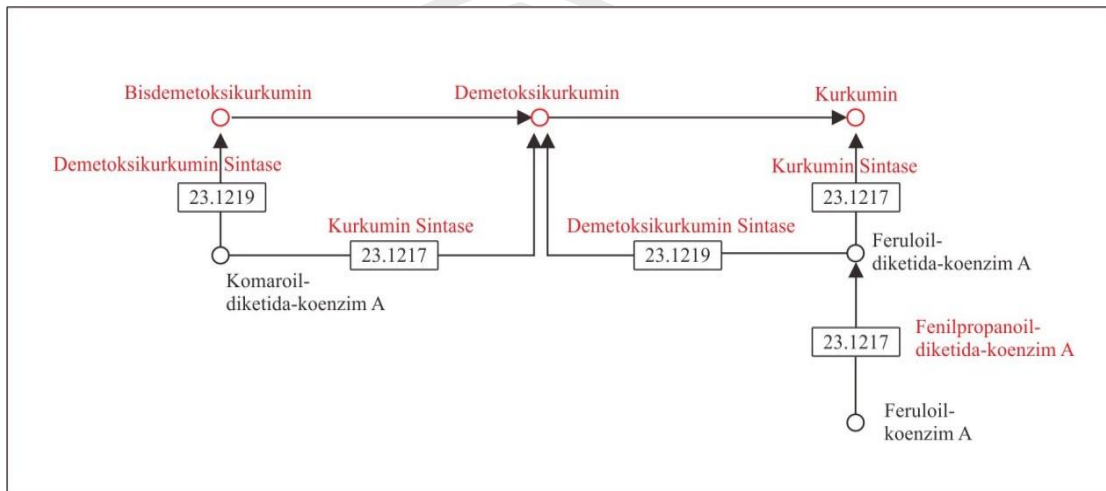 Bisdemetoksikurkumin
Demetoksikurkumin
Kurkumin
Demetoksikurkumin Sintase
23.1219
Kurkumin Sintase
23.1217
Demetoksikurkumin Sintase
23.1219
Kurkumin Sintase
23.1217
Komaroil-
diketida-koenzim A
Feruloil-
diketida-koenzim A
23.1217
Fenilpropanoil-
diketida-koenzim A
Feruloil-
koenzim A